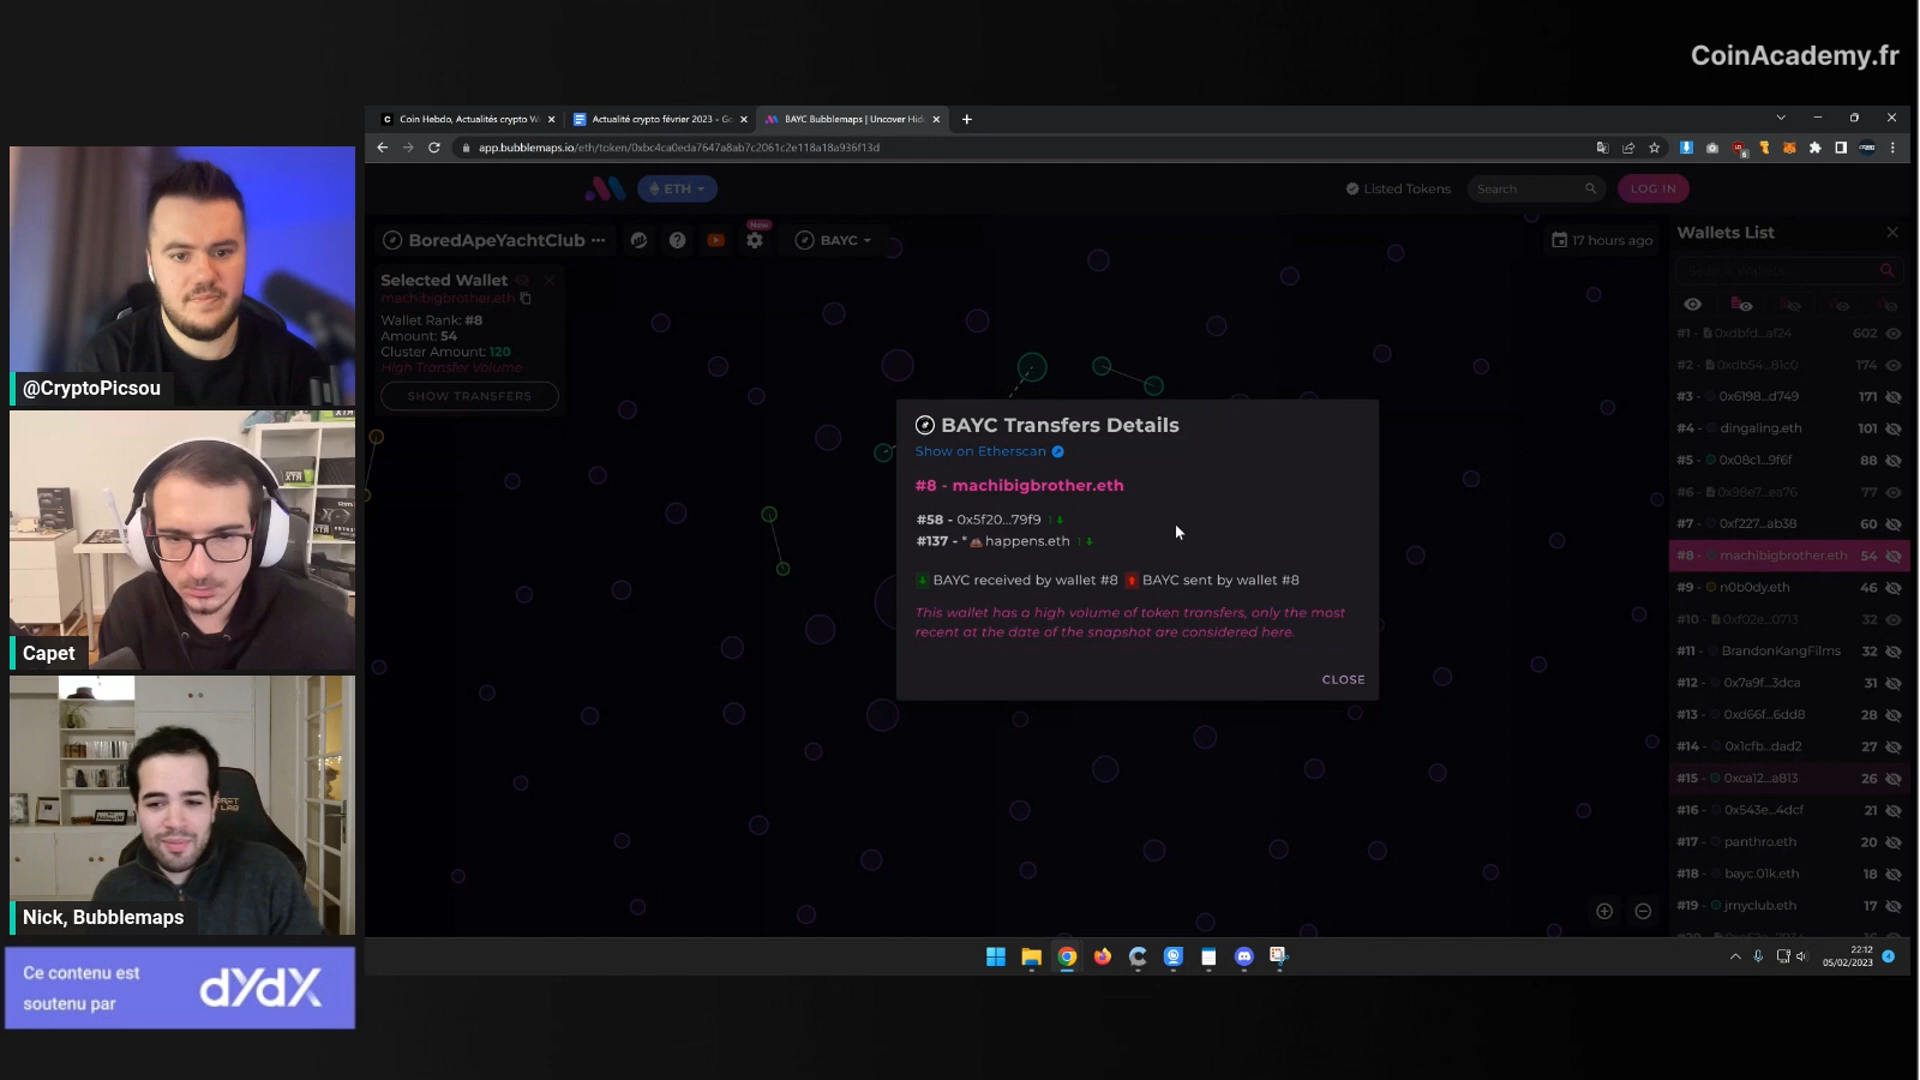 CoinAcademy.fr
Coin Hebdo, Actualités crypto W
Actualité crypto février 2023 - Go
BAYC Bubblemaps | Uncover Hid
app.bubblemaps.io/eth/token/0xbc4ca0eda7647a8ab7c2061c2e118a18a936f13d
ETH
Listed Tokens
Search
LOG IN
BoredApeYachtClub
New
BAYC
17 hours ago
Selected Wallet
machibigbrother.eth
Wallet Rank: #8
Amount: 54
Cluster Amount: 120
High Transfer Volume
SHOW TRANSFERS
BAYC Transfers Details
Show on Etherscan
#8 - machibigbrother.eth
#58 - 0x5f20...79f9 1
#137 - *💩happens.eth 1
BAYC received by wallet #8 BAYC sent by wallet #8
This wallet has a high volume of token transfers, only the most
recent at the date of the snapshot are considered here.
CLOSE
Wallets List
Search Wallets
#1 - 0xdbfd...af24 602
#2 - 0xdb54...81c0 174
#3 - 0x6198...d749 171
#4 - dingaling.eth 101
#5 - 0x08c1...9f6f 88
#6 - 0x98e7...ea76 77
#7 - 0xf227...ab38 60
#8 - machibigbrother.eth 54
#9 - n0b0dy.eth 46
#10 - 0xf02e...0713 32
#11 - BrandonKangFilms 32
#12 - 0x7a9f...3dca 31
#13 - 0xd66f...6dd8 28
#14 - 0x1cfb...dad2 27
#15 - 0xca12...a813 26
#16 - 0x543e...4dcf 21
#17 - panthro.eth 20
#18 - bayc.01k.eth 18
#19 - jrnyclub.eth 17
@CryptoPicsou
Capet
Nick, Bubblemaps
Ce contenu est
soutenu par
dYdX
22:12
05/02/2023